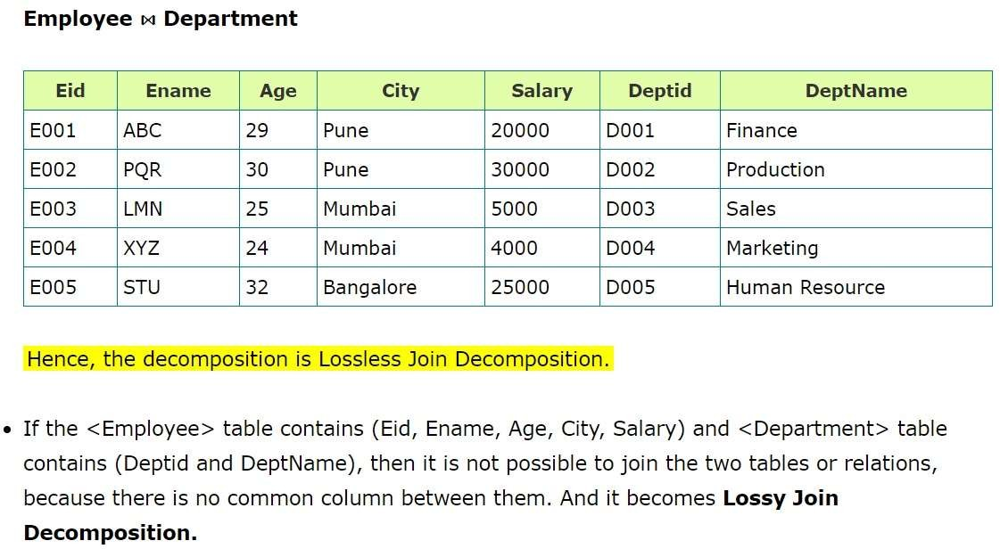 Employee ⋈ Department
Eid Ename Age City Salary Deptid DeptName
E001 ABC 29 Pune 20000 D001 Finance
E002 PQR 30 Pune 30000 D002 Production
E003 LMN 25 Mumbai 5000 D003 Sales
E004 XYZ 24 Mumbai 4000 D004 Marketing
E005 STU 32 Bangalore 25000 D005 Human Resource
Hence, the decomposition is Lossless Join Decomposition.
• If the <Employee> table contains (Eid, Ename, Age, City, Salary) and <Department> table
contains (Deptid and DeptName), then it is not possible to join the two tables or relations,
because there is no common column between them. And it becomes Lossy Join
Decomposition.